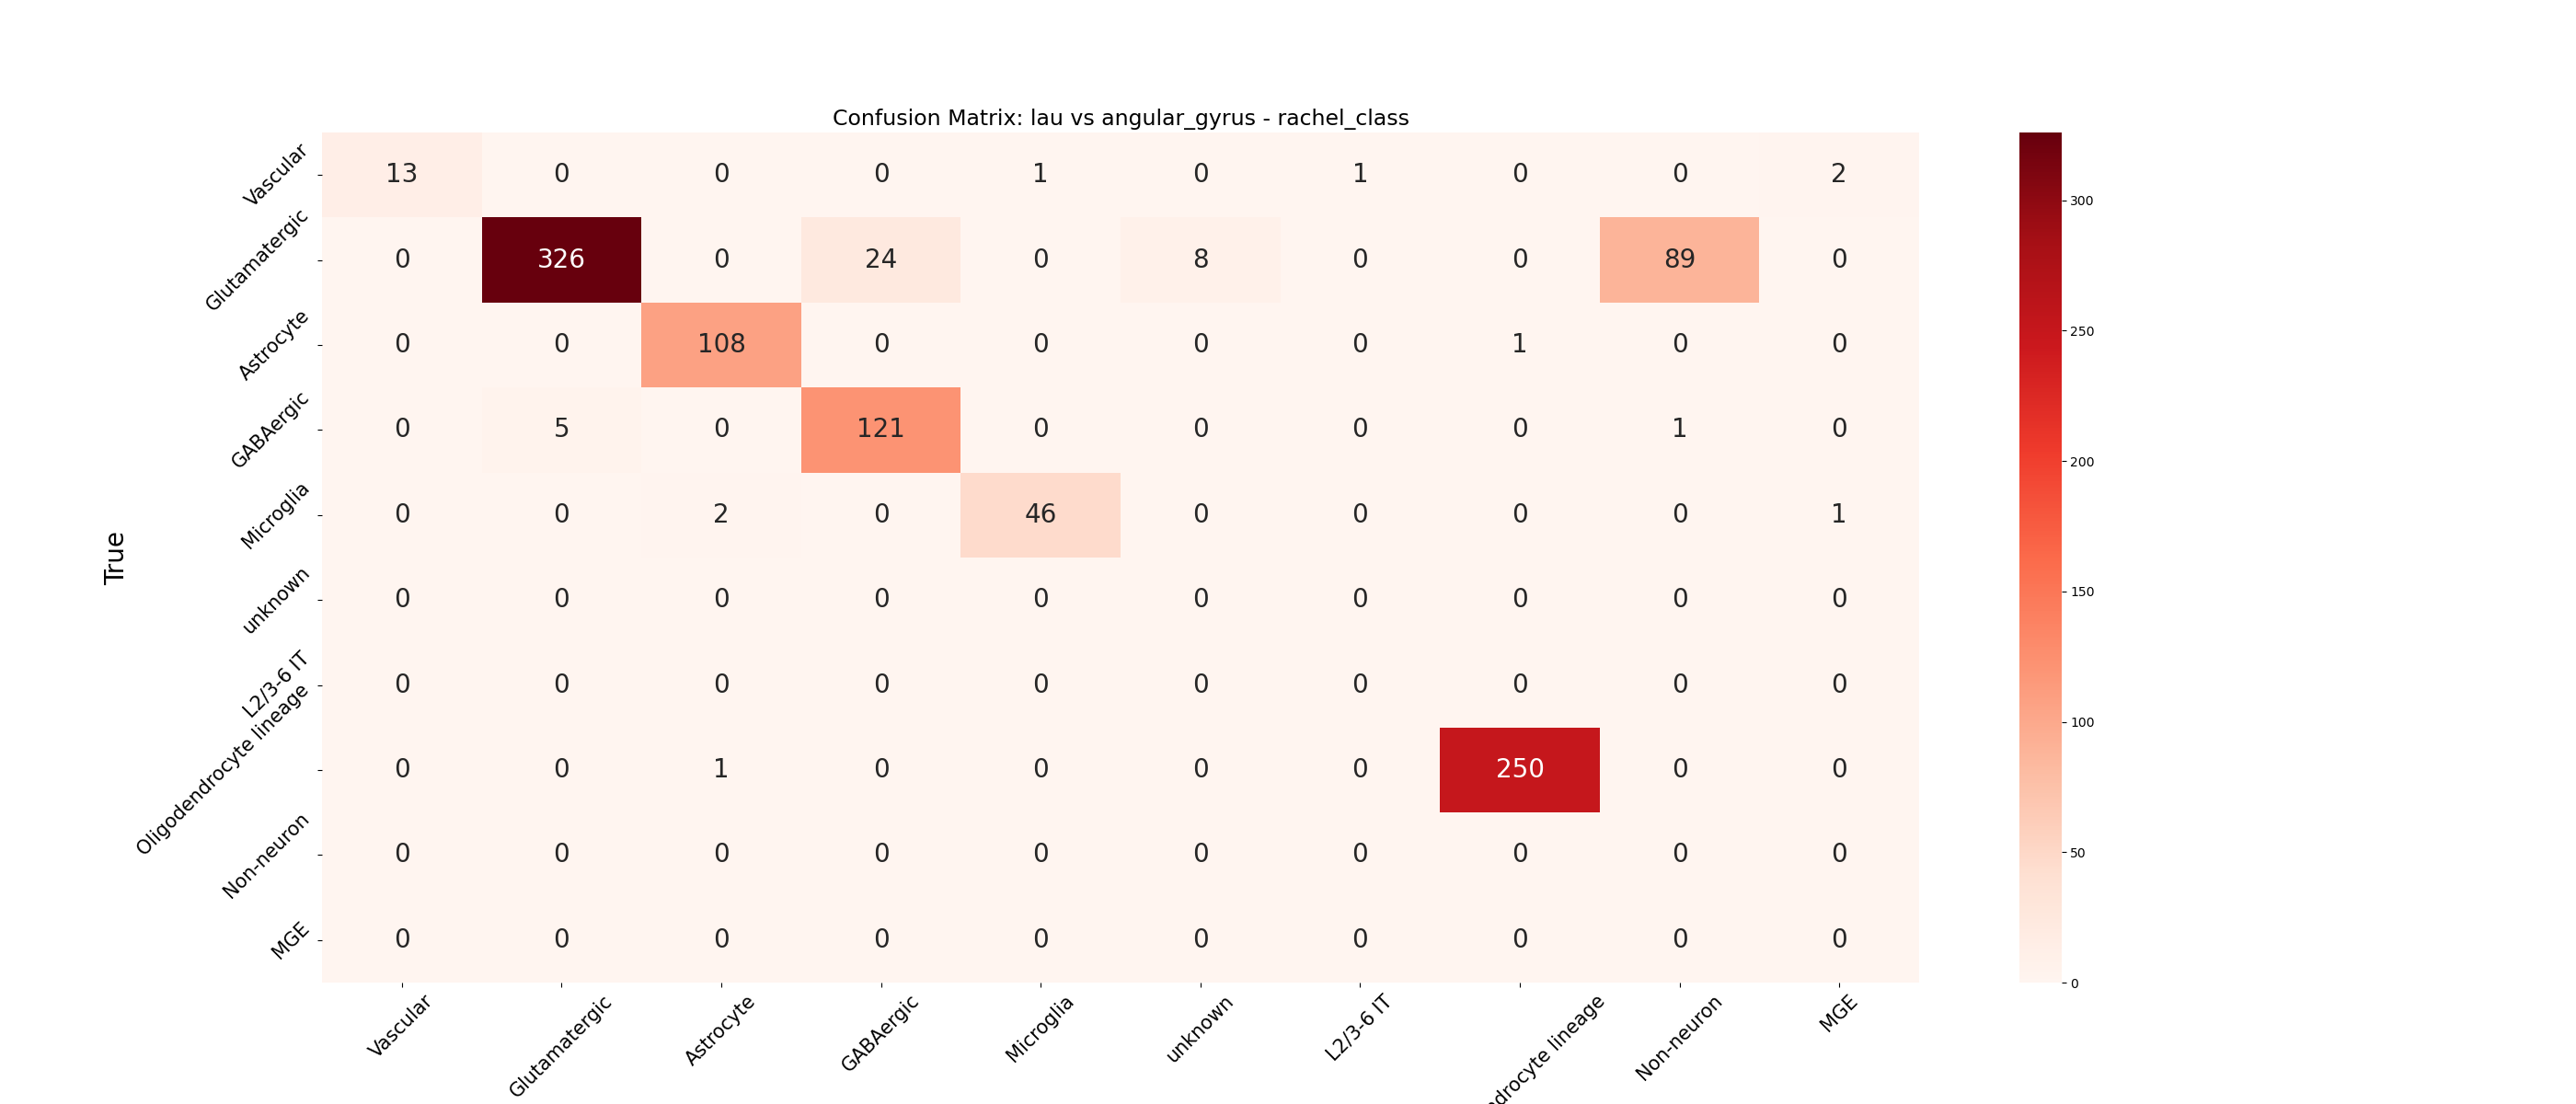 Confusion Matrix: lau vs angular_gyrus - rachel_class
Vascular 13 0 0 0 1 0 1 0 0 2
Glutamatergic 0 326 0 24 0 8 0 0 89 0
Astrocyte 0 0 108 0 0 0 0 1 0 0
GABAergic 0 5 0 121 0 0 0 0 1 0
Microglia 0 0 2 0 46 0 0 0 0 1
unknown 0 0 0 0 0 0 0 0 0 0
L2/3-6 IT 0 0 0 0 0 0 0 0 0 0
Oligodendrocyte lineage 0 0 1 0 0 0 0 250 0 0
Non-neuron 0 0 0 0 0 0 0 0 0 0
MGE 0 0 0 0 0 0 0 0 0 0
True
Vascular Glutamatergic Astrocyte GABAergic Microglia unknown L2/3-6 IT ndrocyte lineage Non-neuron MGE
300
250
200
150
100
50
0